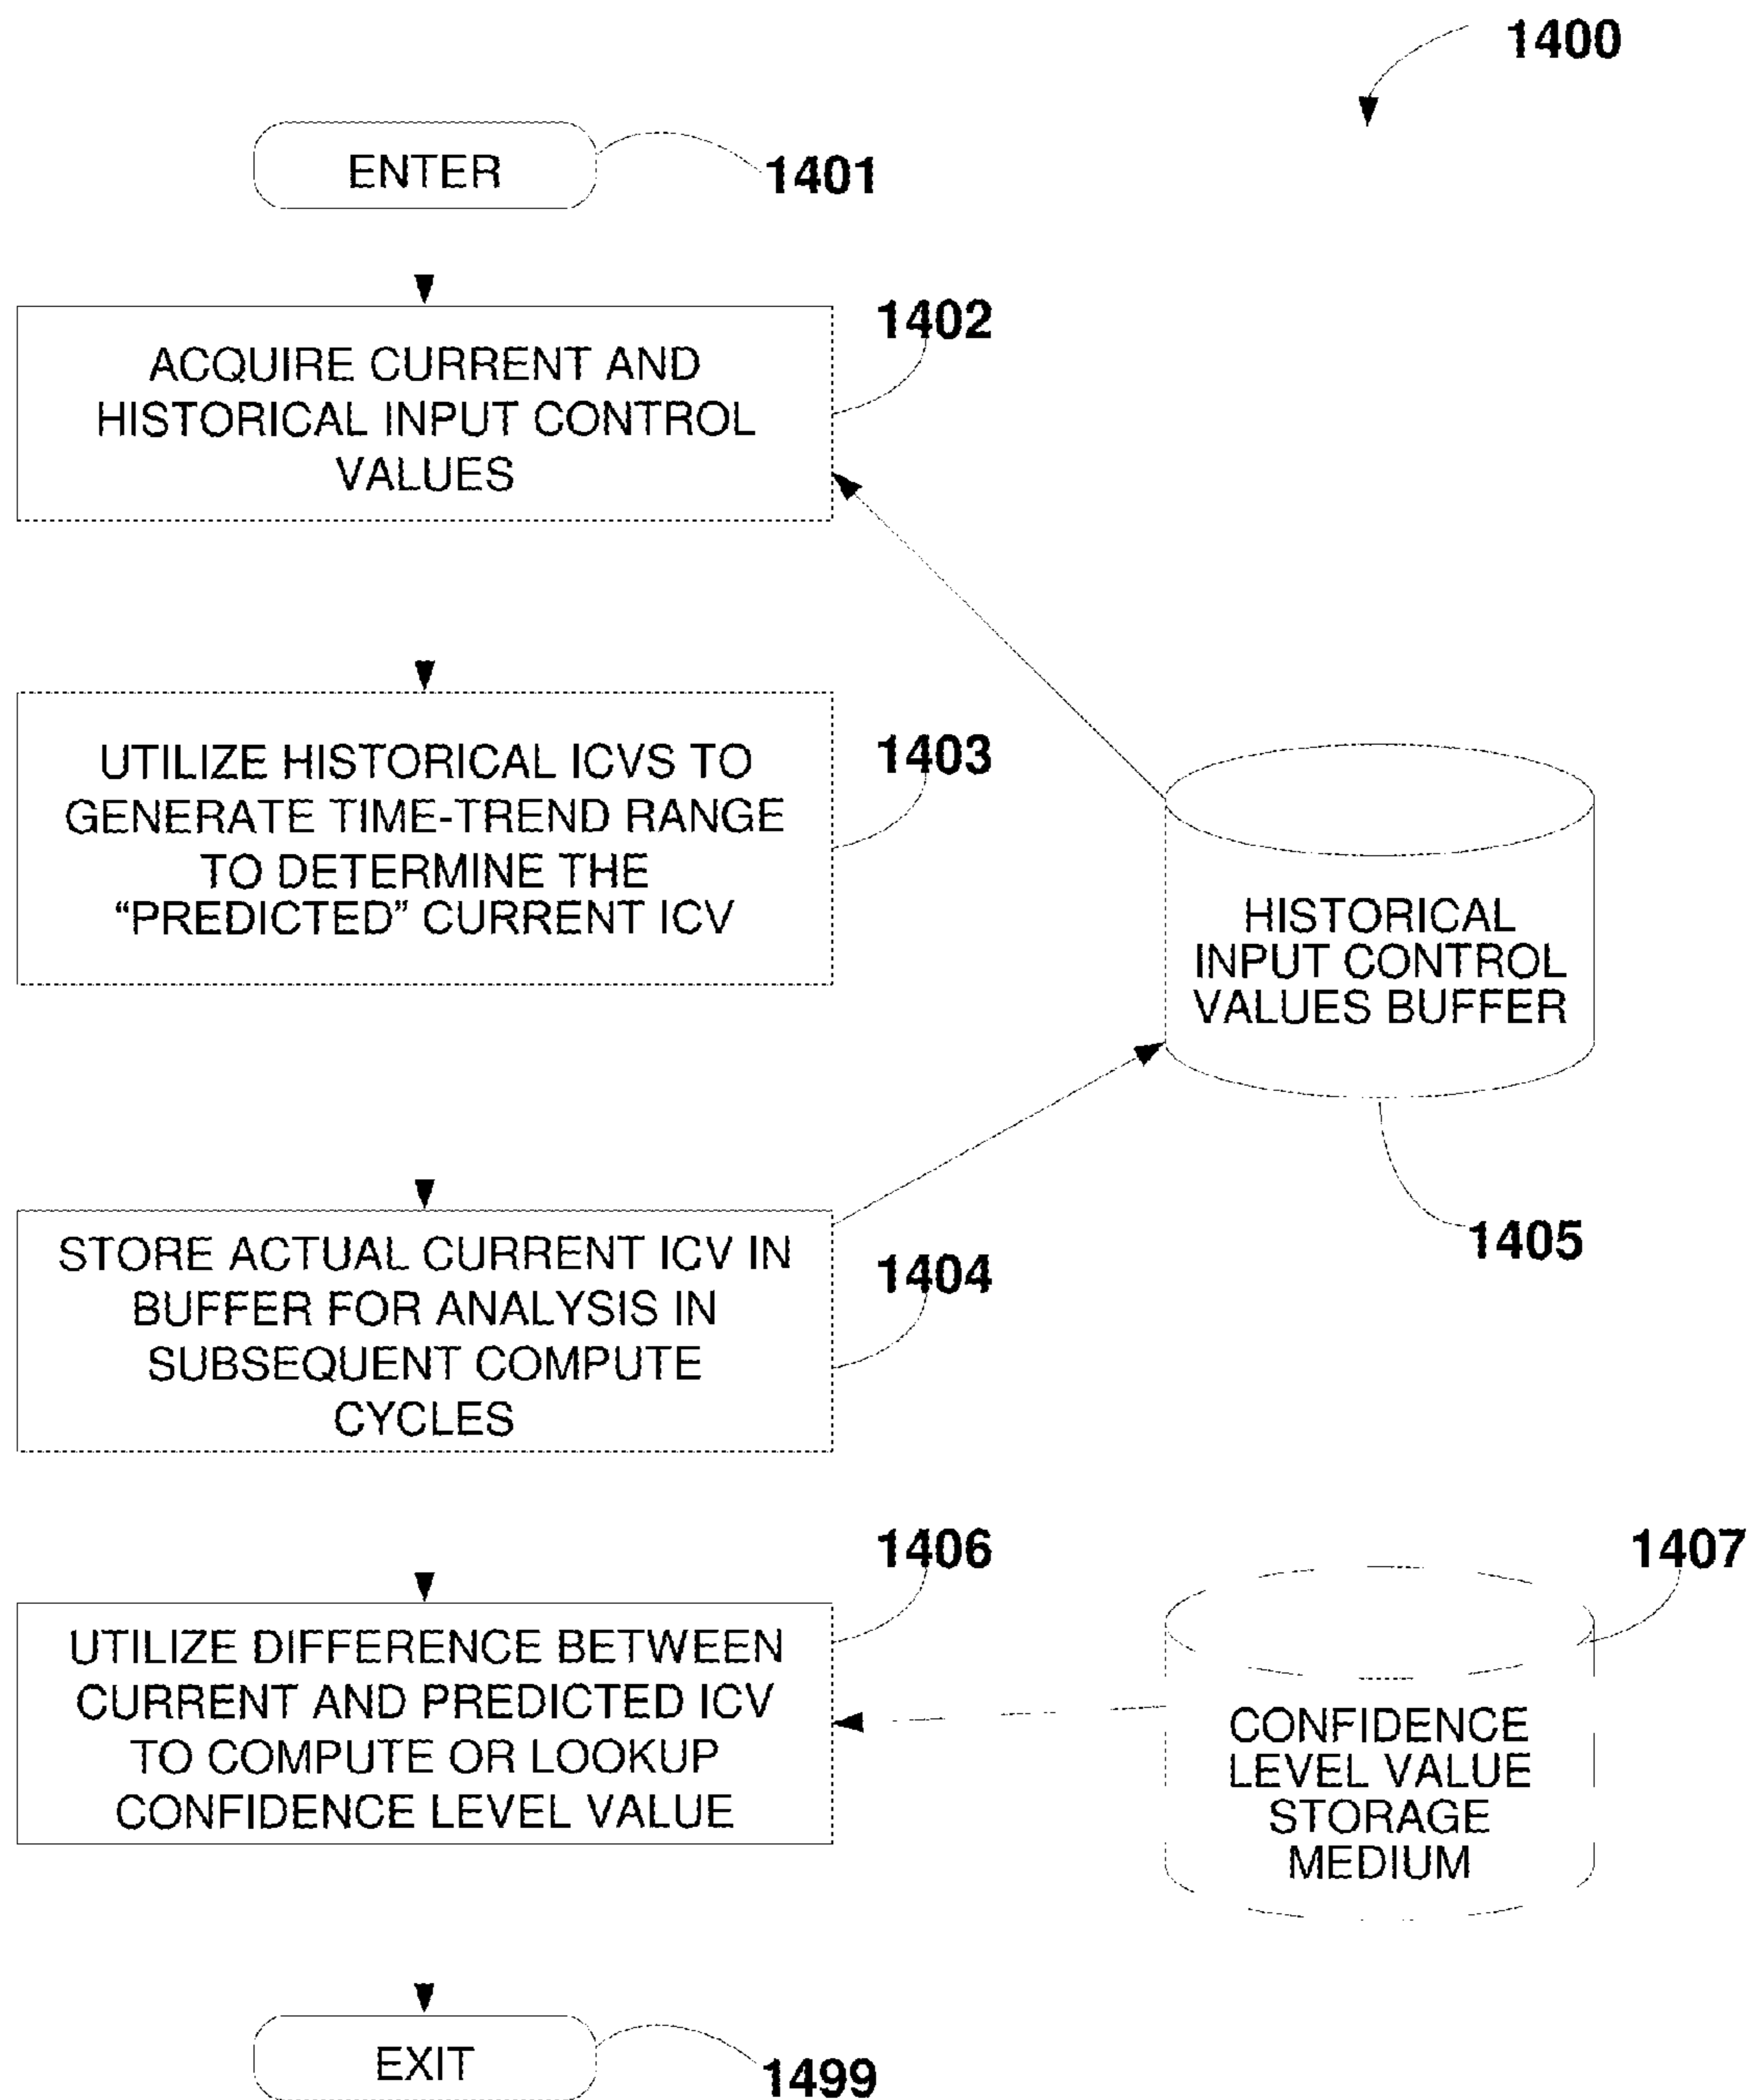 1400
ENTER
1401
1402
ACQUIRE CURRENT AND
HISTORICAL INPUT CONTROL
VALUES
1403
UTILIZE HISTORICAL ICVS TO
GENERATE TIME-TREND RANGE
TO DETERMINE THE
“PREDICTED” CURRENT ICV
HISTORICAL
INPUT CONTROL
VALUES BUFFER
1405
STORE ACTUAL CURRENT ICV IN
BUFFER FOR ANALYSIS IN
SUBSEQUENT COMPUTE
CYCLES
1404
1406
1407
UTILIZE DIFFERENCE BETWEEN
CURRENT AND PREDICTED ICV
TO COMPUTE OR LOOKUP
CONFIDENCE LEVEL VALUE
CONFIDENCE
LEVEL VALUE
STORAGE
MEDIUM
EXIT
1499